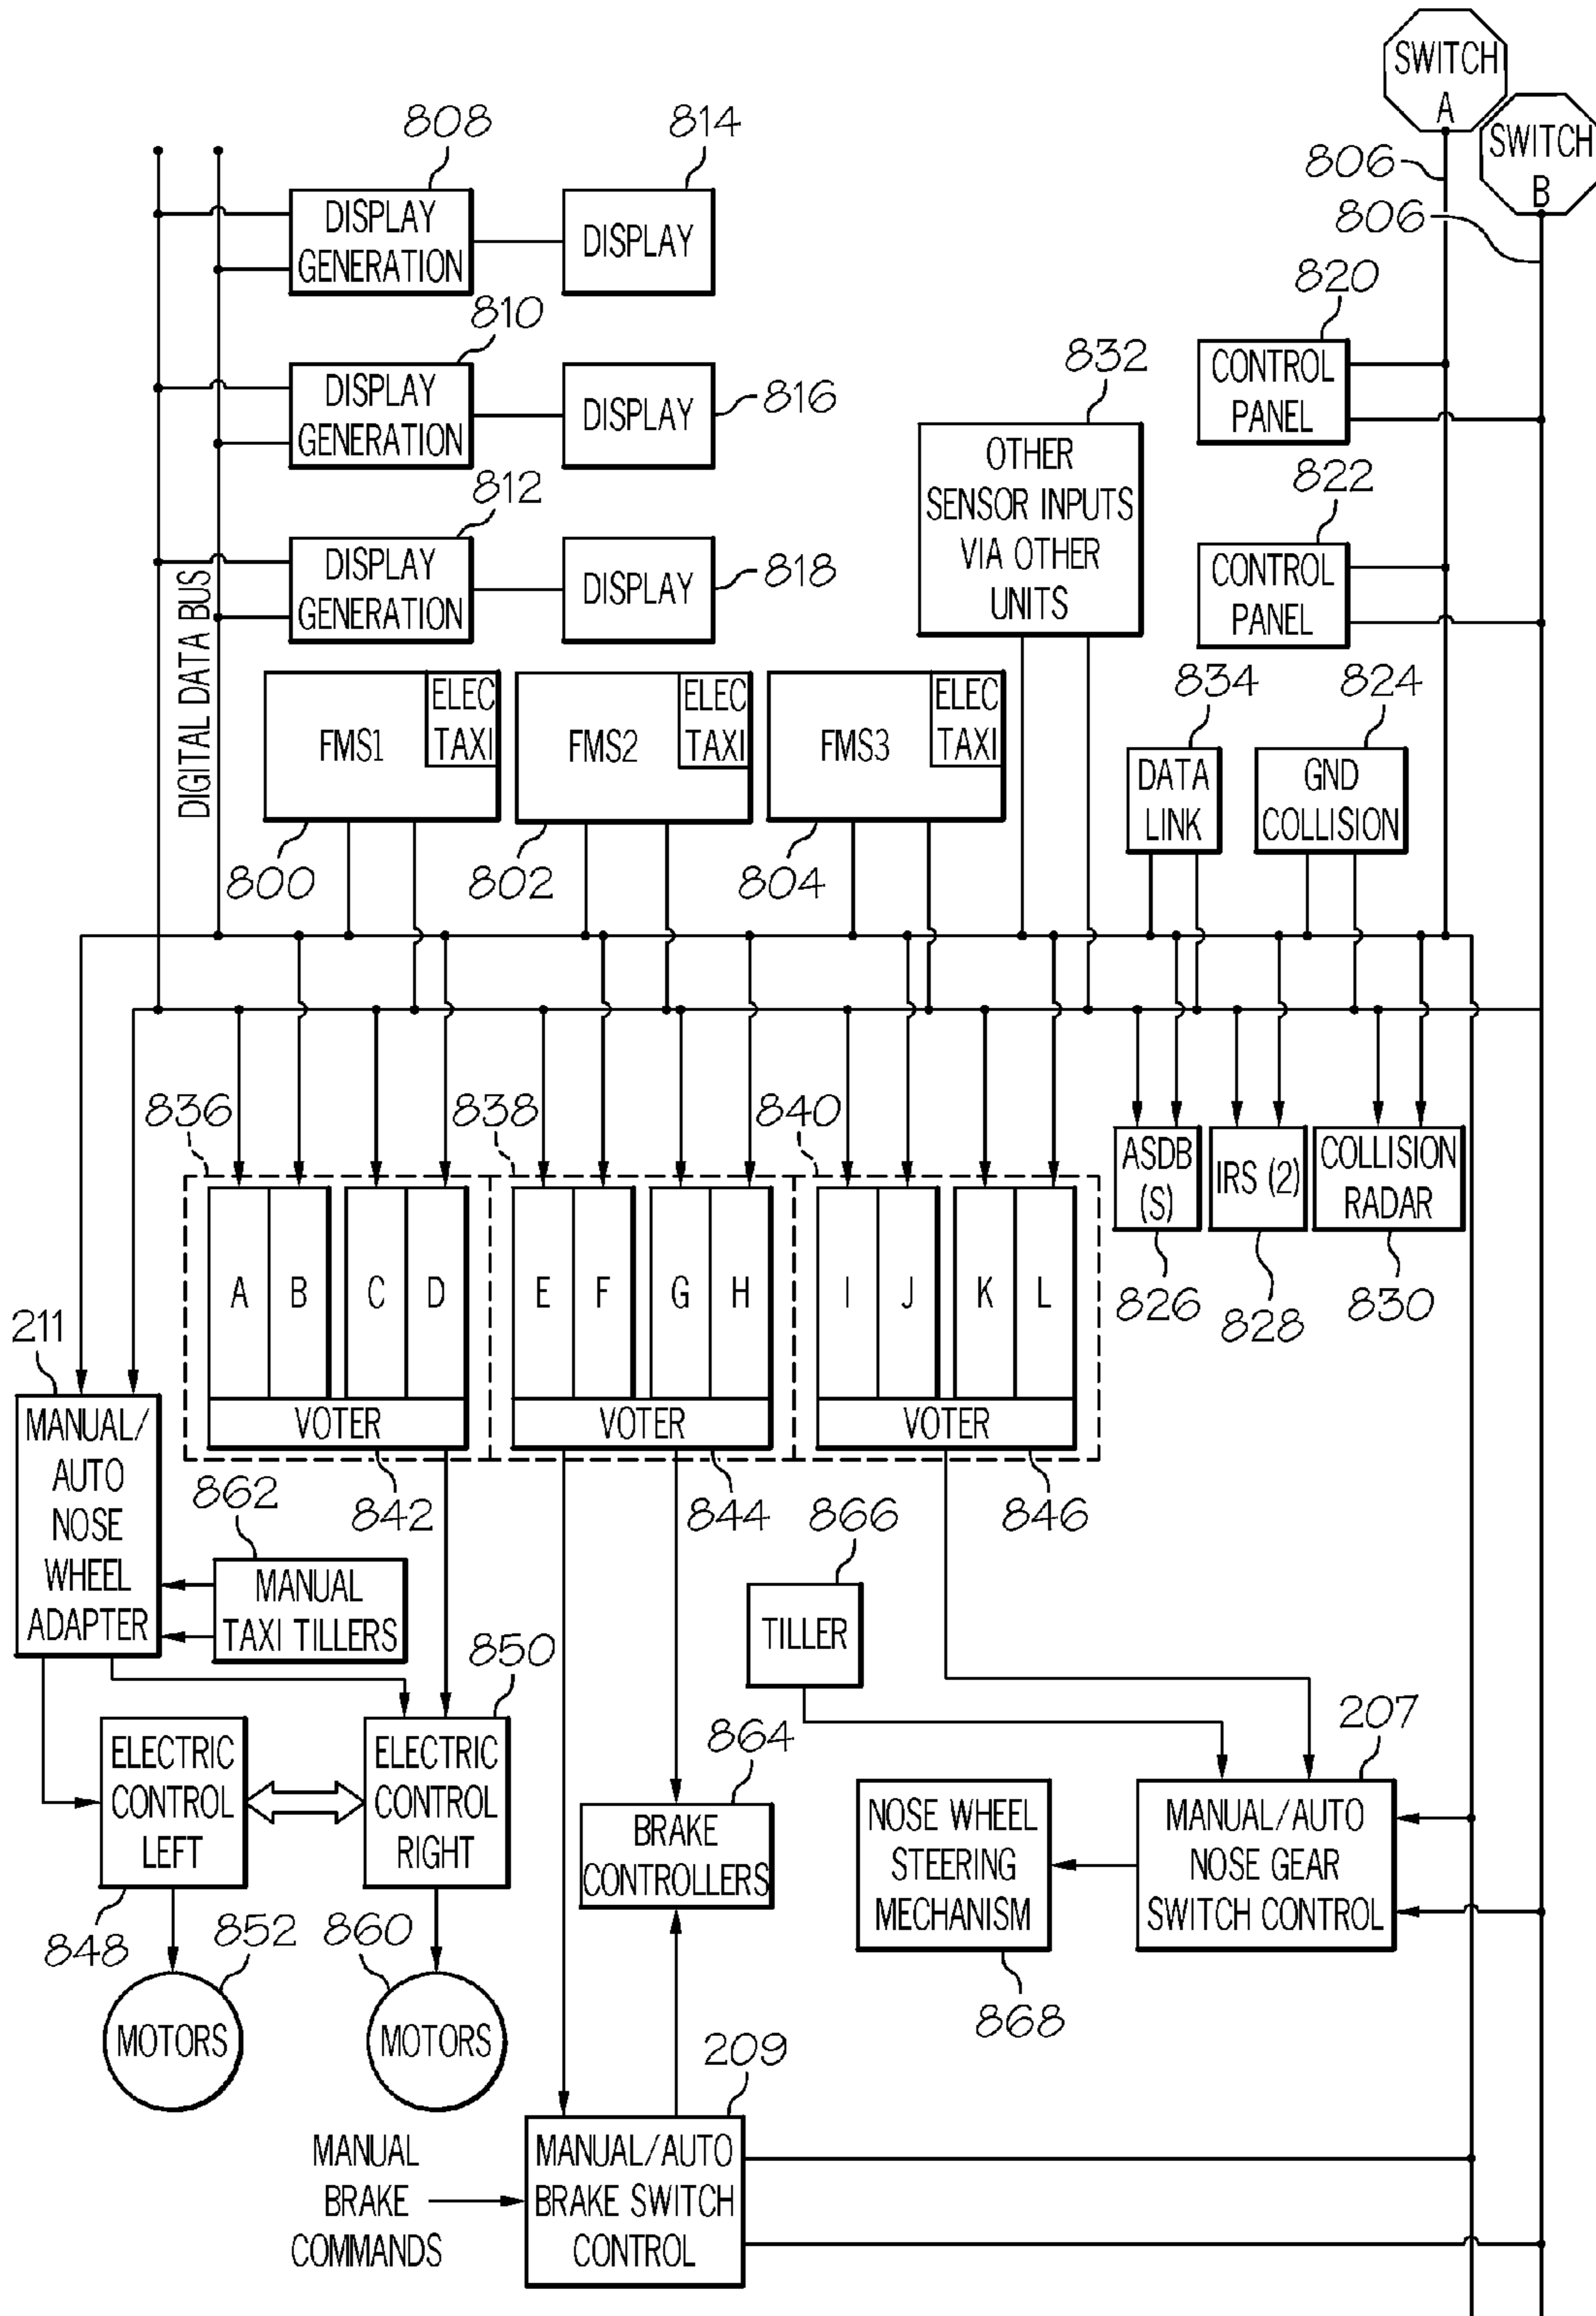 SWITCH
A
SWITCH
B
806
806
808
814
DISPLAY
GENERATION
DISPLAY
810
DISPLAY
GENERATION
DISPLAY
816
812
DISPLAY
GENERATION
DISPLAY
818
DIGITAL DATA BUS
832
OTHER
SENSOR INPUTS
VIA OTHER
UNITS
820
CONTROL
PANEL
822
CONTROL
PANEL
834
DATA
LINK
824
GND
COLLISION
FMS1
ELEC
TAXI
800
FMS2
ELEC
TAXI
802
FMS3
ELEC
TAXI
804
836
838
840
A
B
C
D
VOTER
842
E
F
G
H
VOTER
844
I
J
K
L
VOTER
846
ASDB
(S)
826
IRS (2)
828
COLLISION
RADAR
830
211
MANUAL/
AUTO
NOSE
WHEEL
ADAPTER
862
MANUAL
TAXI TILLERS
866
TILLER
850
ELECTRIC
CONTROL
LEFT
848
ELECTRIC
CONTROL
RIGHT
852
MOTORS
860
MOTORS
864
BRAKE
CONTROLLERS
207
MANUAL/AUTO
NOSE GEAR
SWITCH CONTROL
NOSE WHEEL
STEERING
MECHANISM
868
209
MANUAL/AUTO
BRAKE SWITCH
CONTROL
MANUAL
BRAKE
COMMANDS